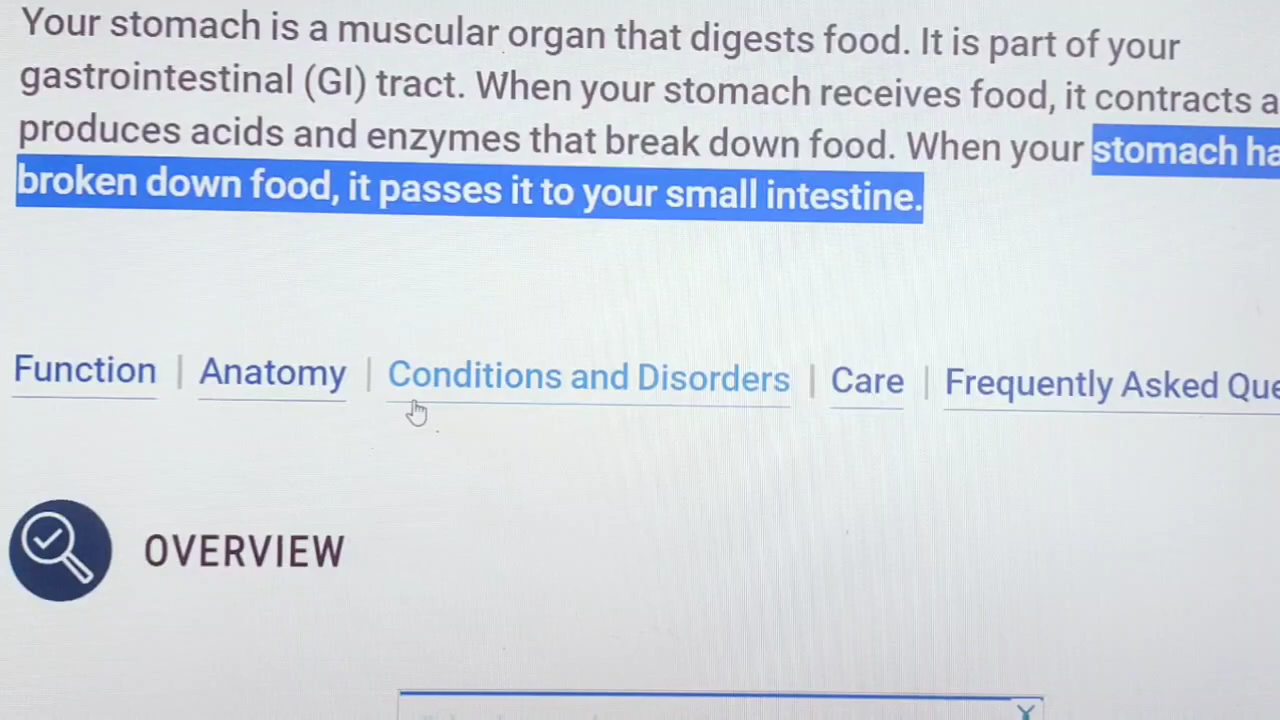 Your stomach is a muscular organ that digests food. It is part of your
gastrointestinal (GI) tract. When your stomach receives food, it contracts a
produces acids and enzymes that break down food. When your stomach ha
broken down food, it passes it to your small intestine.
Function | Anatomy | Conditions and Disorders | Care | Frequently Asked Que
OVERVIEW